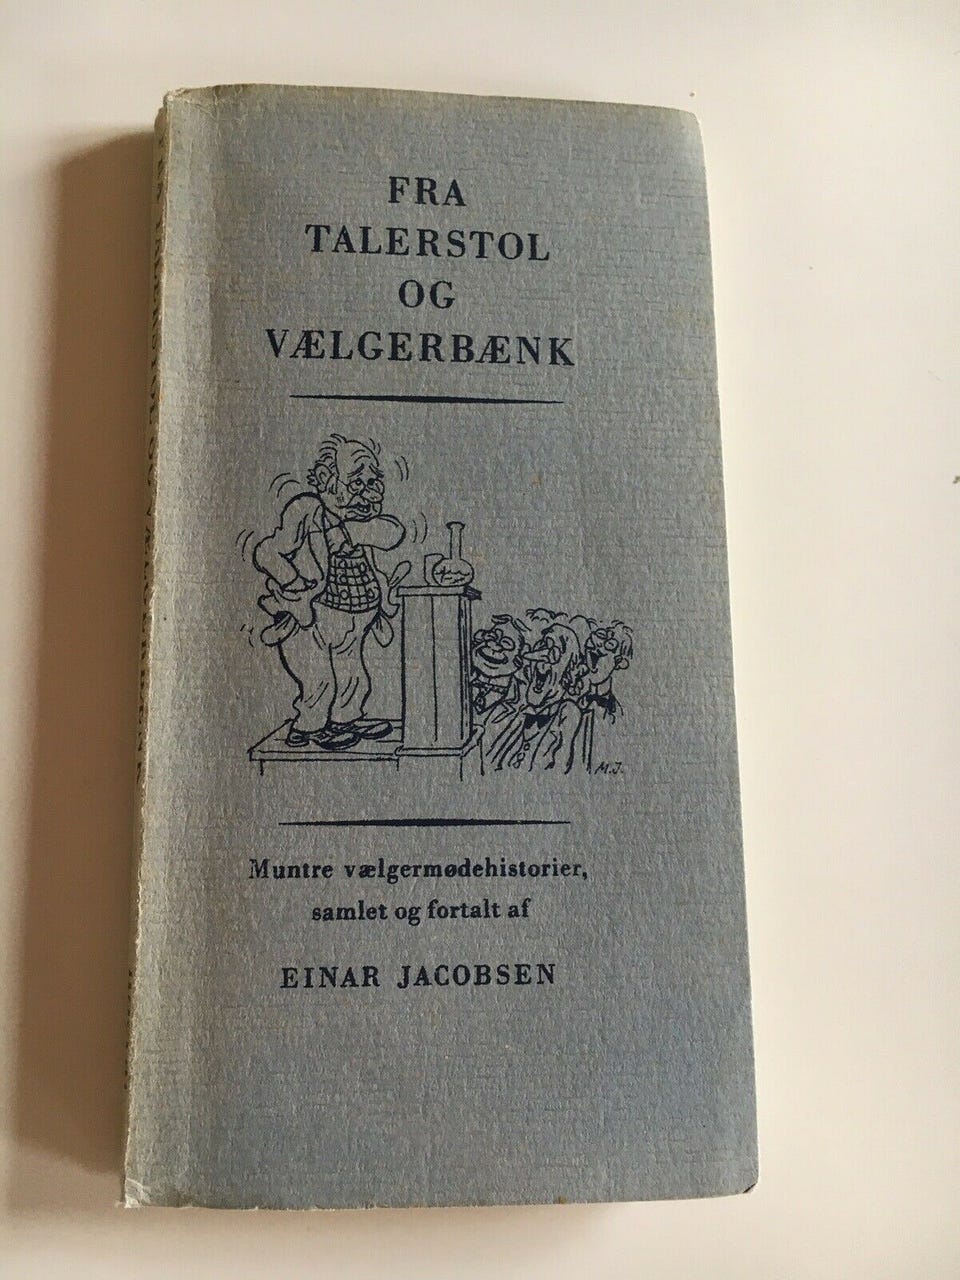 FRA
TALERSTOL
OG
VÆLGERBÆNK
M.J.
Muntre vælgermødehistorier,
samlet og fortalt af
EINAR JACOBSEN